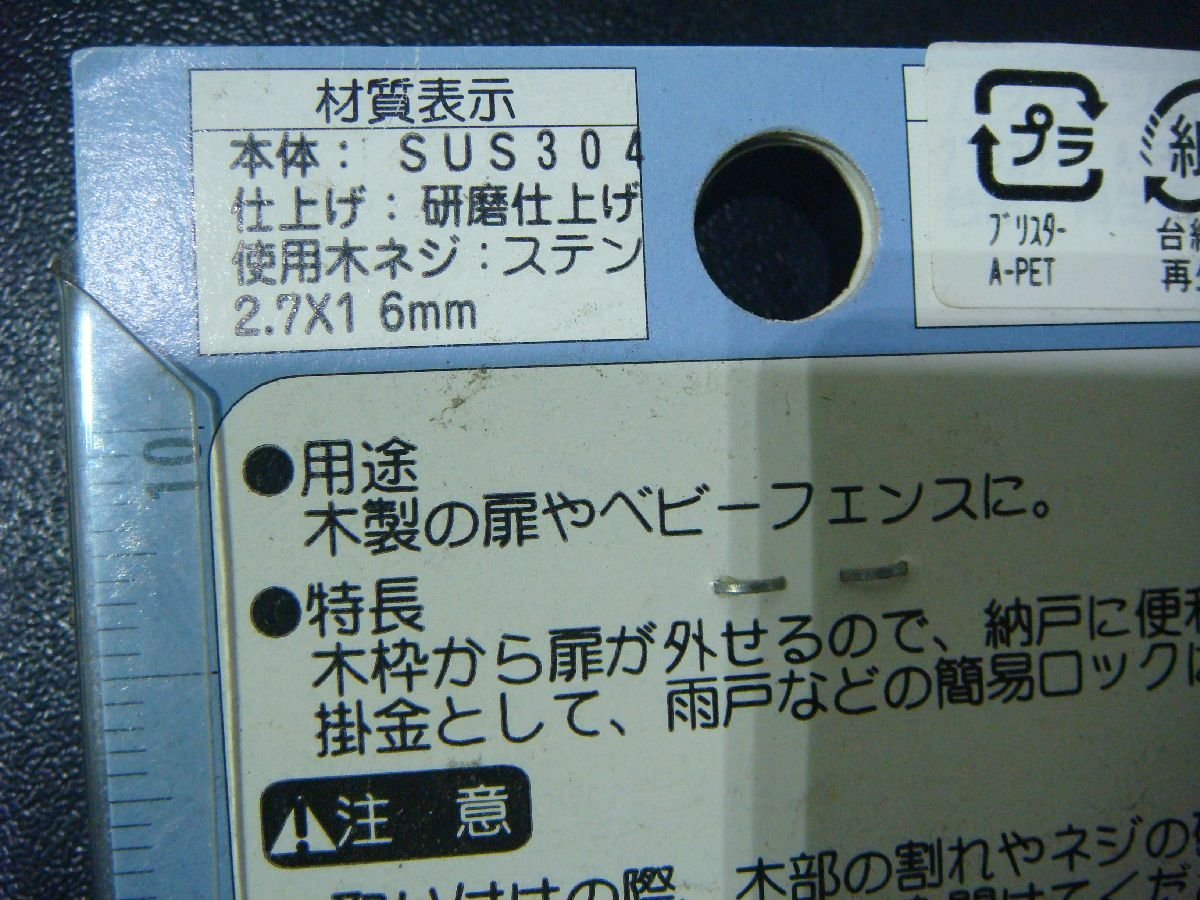 材質表示
本体： ＳＵＳ３０４
仕上げ：研磨仕上げ
使用木ネジ：ステン
2.7X1 6mm
プラ
ﾌﾞﾘｽﾀｰ
A-PET
10
●用途
木製の扉やベビーフェンスに。
●特長
木枠から扉が外せるので、納戸に便利
掛金として、雨戸などの簡易ロックに
注 意
木部の割れやネジの